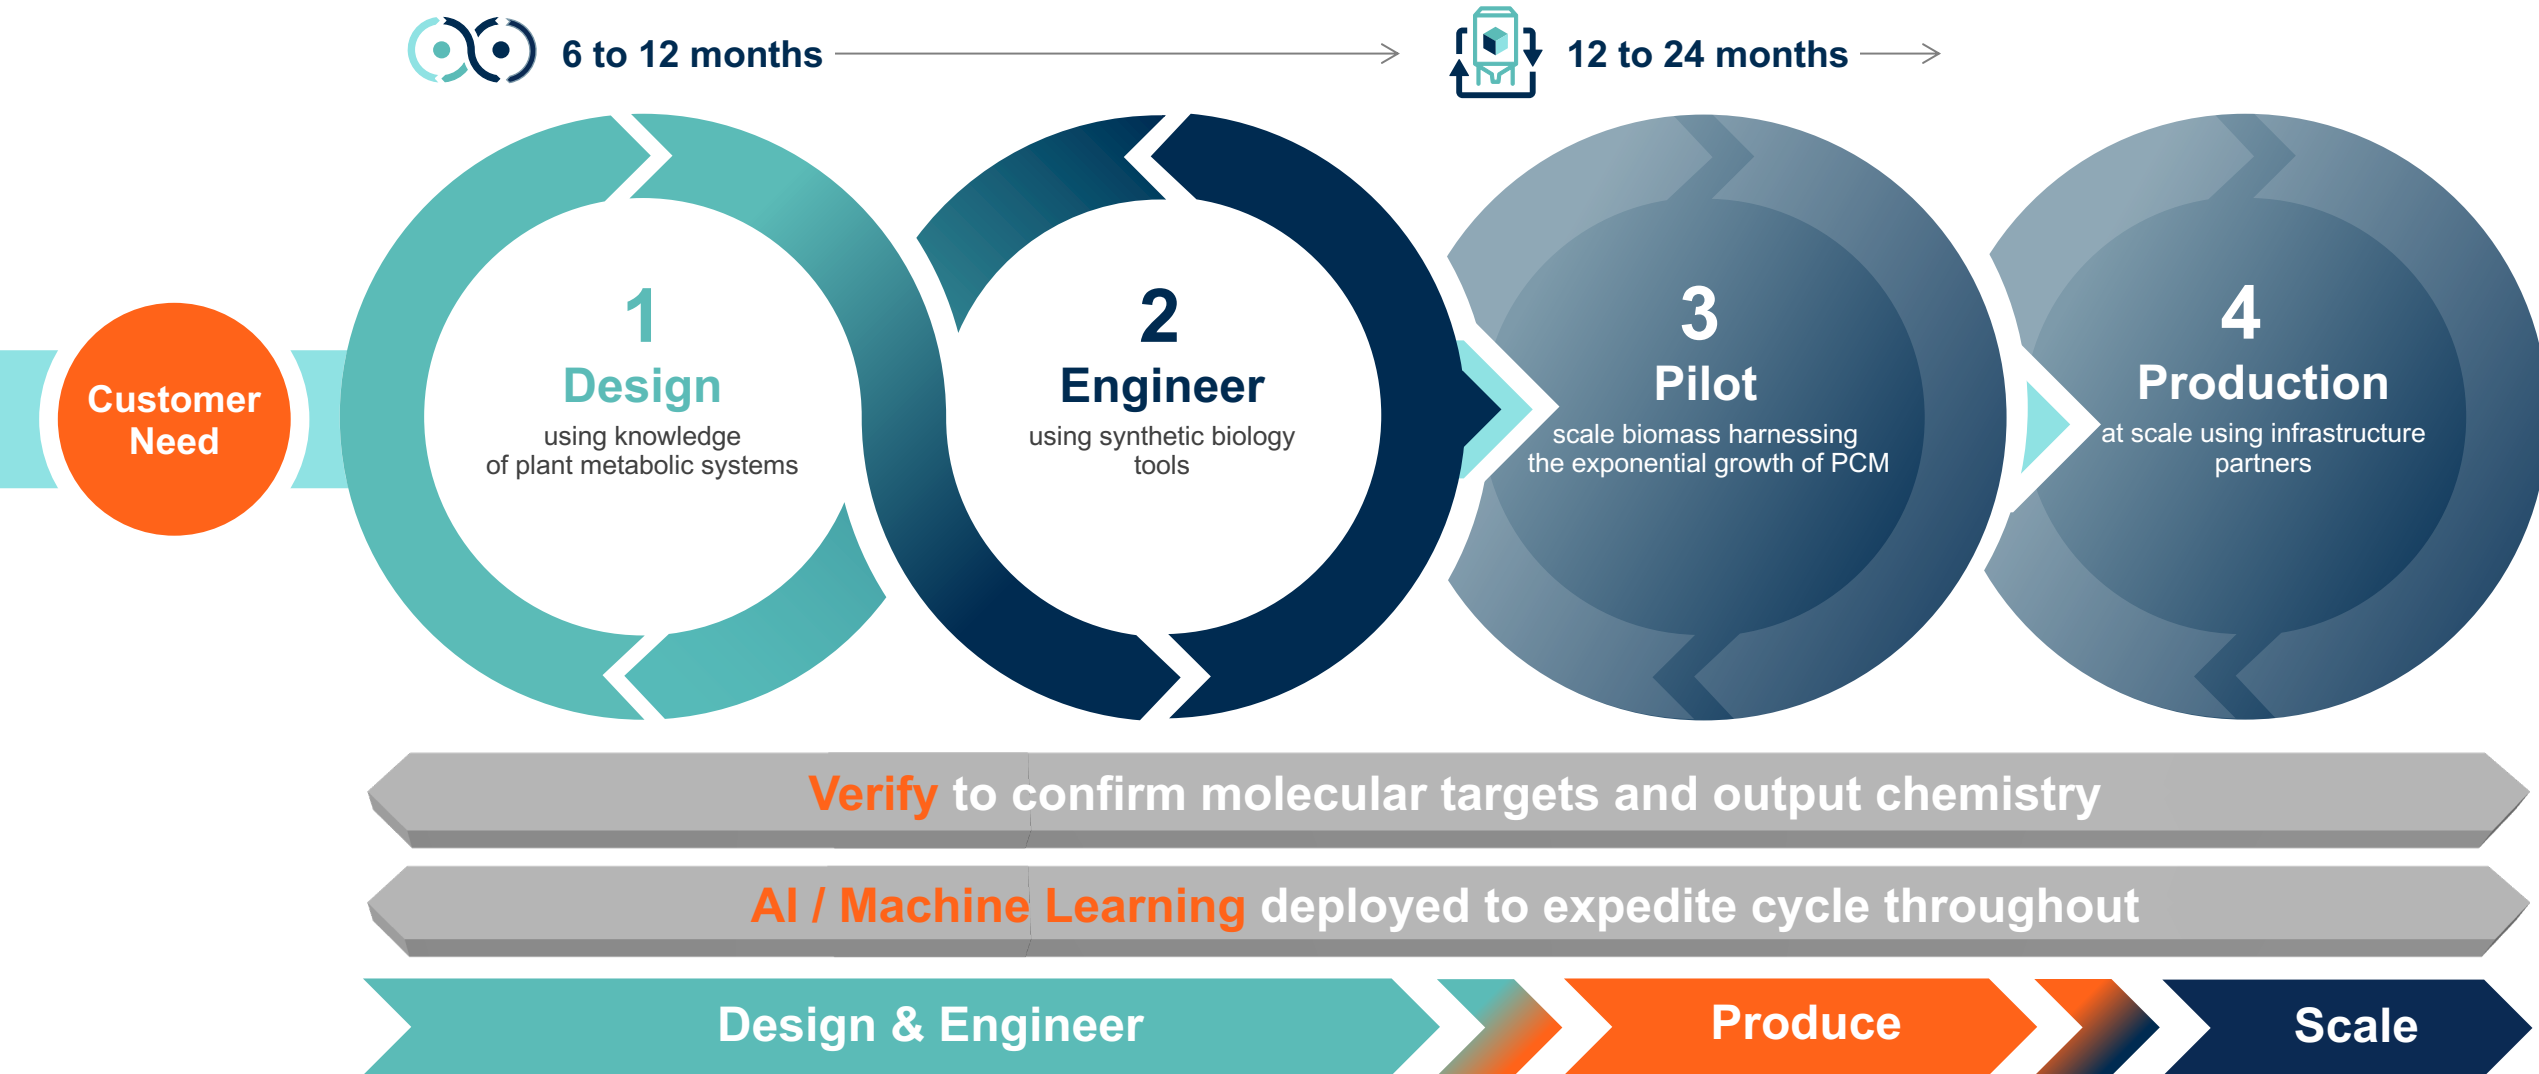 6 to 12 months
12 to 24 months
Customer
Need
1
Design
using knowledge
of plant metabolic systems
2
Engineer
using synthetic biology
tools
3
Pilot
scale biomass harnessing
the exponential growth of PCM
4
Production
at scale using infrastructure
partners
Verify to confirm molecular targets and output chemistry
AI / Machine Learning deployed to expedite cycle throughout
Design & Engineer
Produce
Scale